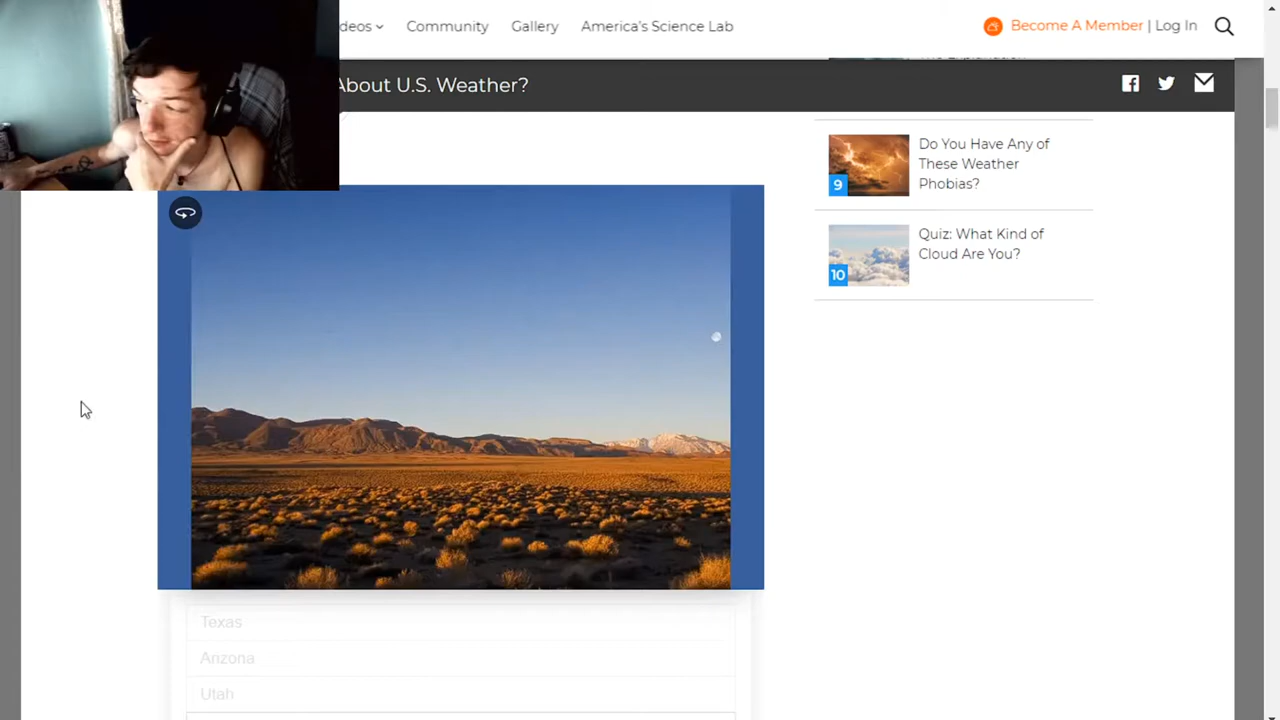 deos
Community
Gallery
America's Science Lab
Become A Member | Log In
About U.S. Weather?
Do You Have Any of
These Weather
Phobias?
9
Quiz: What Kind of
Cloud Are You?
10
Texas
Arizona
Utah